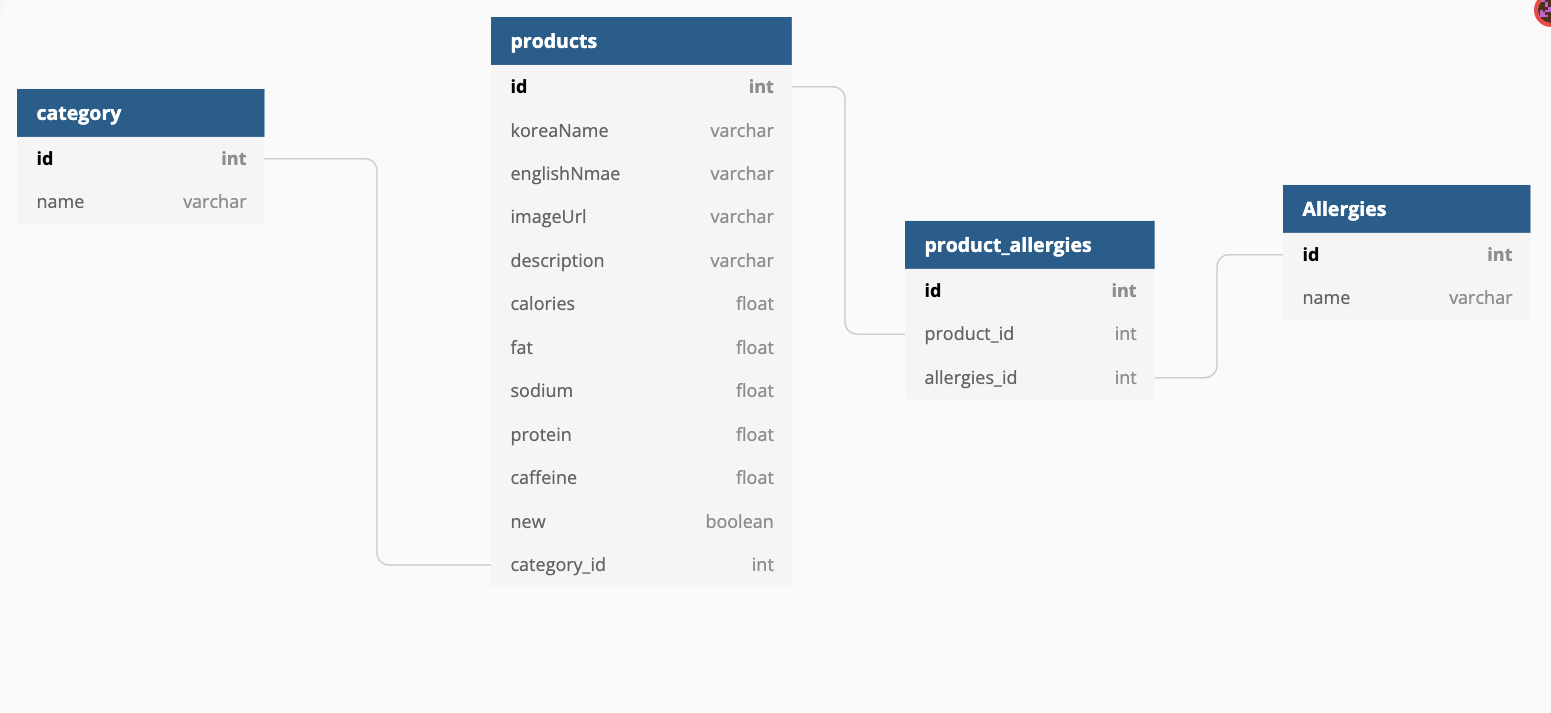 category
id int
name varchar
products
id int
koreaName varchar
englishNmae varchar
imageUrl varchar
description varchar
calories float
fat float
sodium float
protein float
caffeine float
new boolean
category_id int
product_allergies
id int
product_id int
allergies_id int
Allergies
id int
name varchar